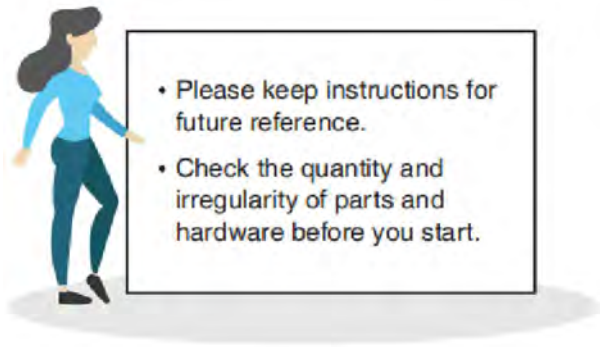 • Please keep instructions for
future reference.
• Check the quantity and
irregularity of parts and
hardware before you start.